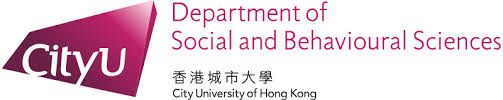 CityU
Department of
Social and Behavioural Sciences
香港城市大學
City University of Hong Kong